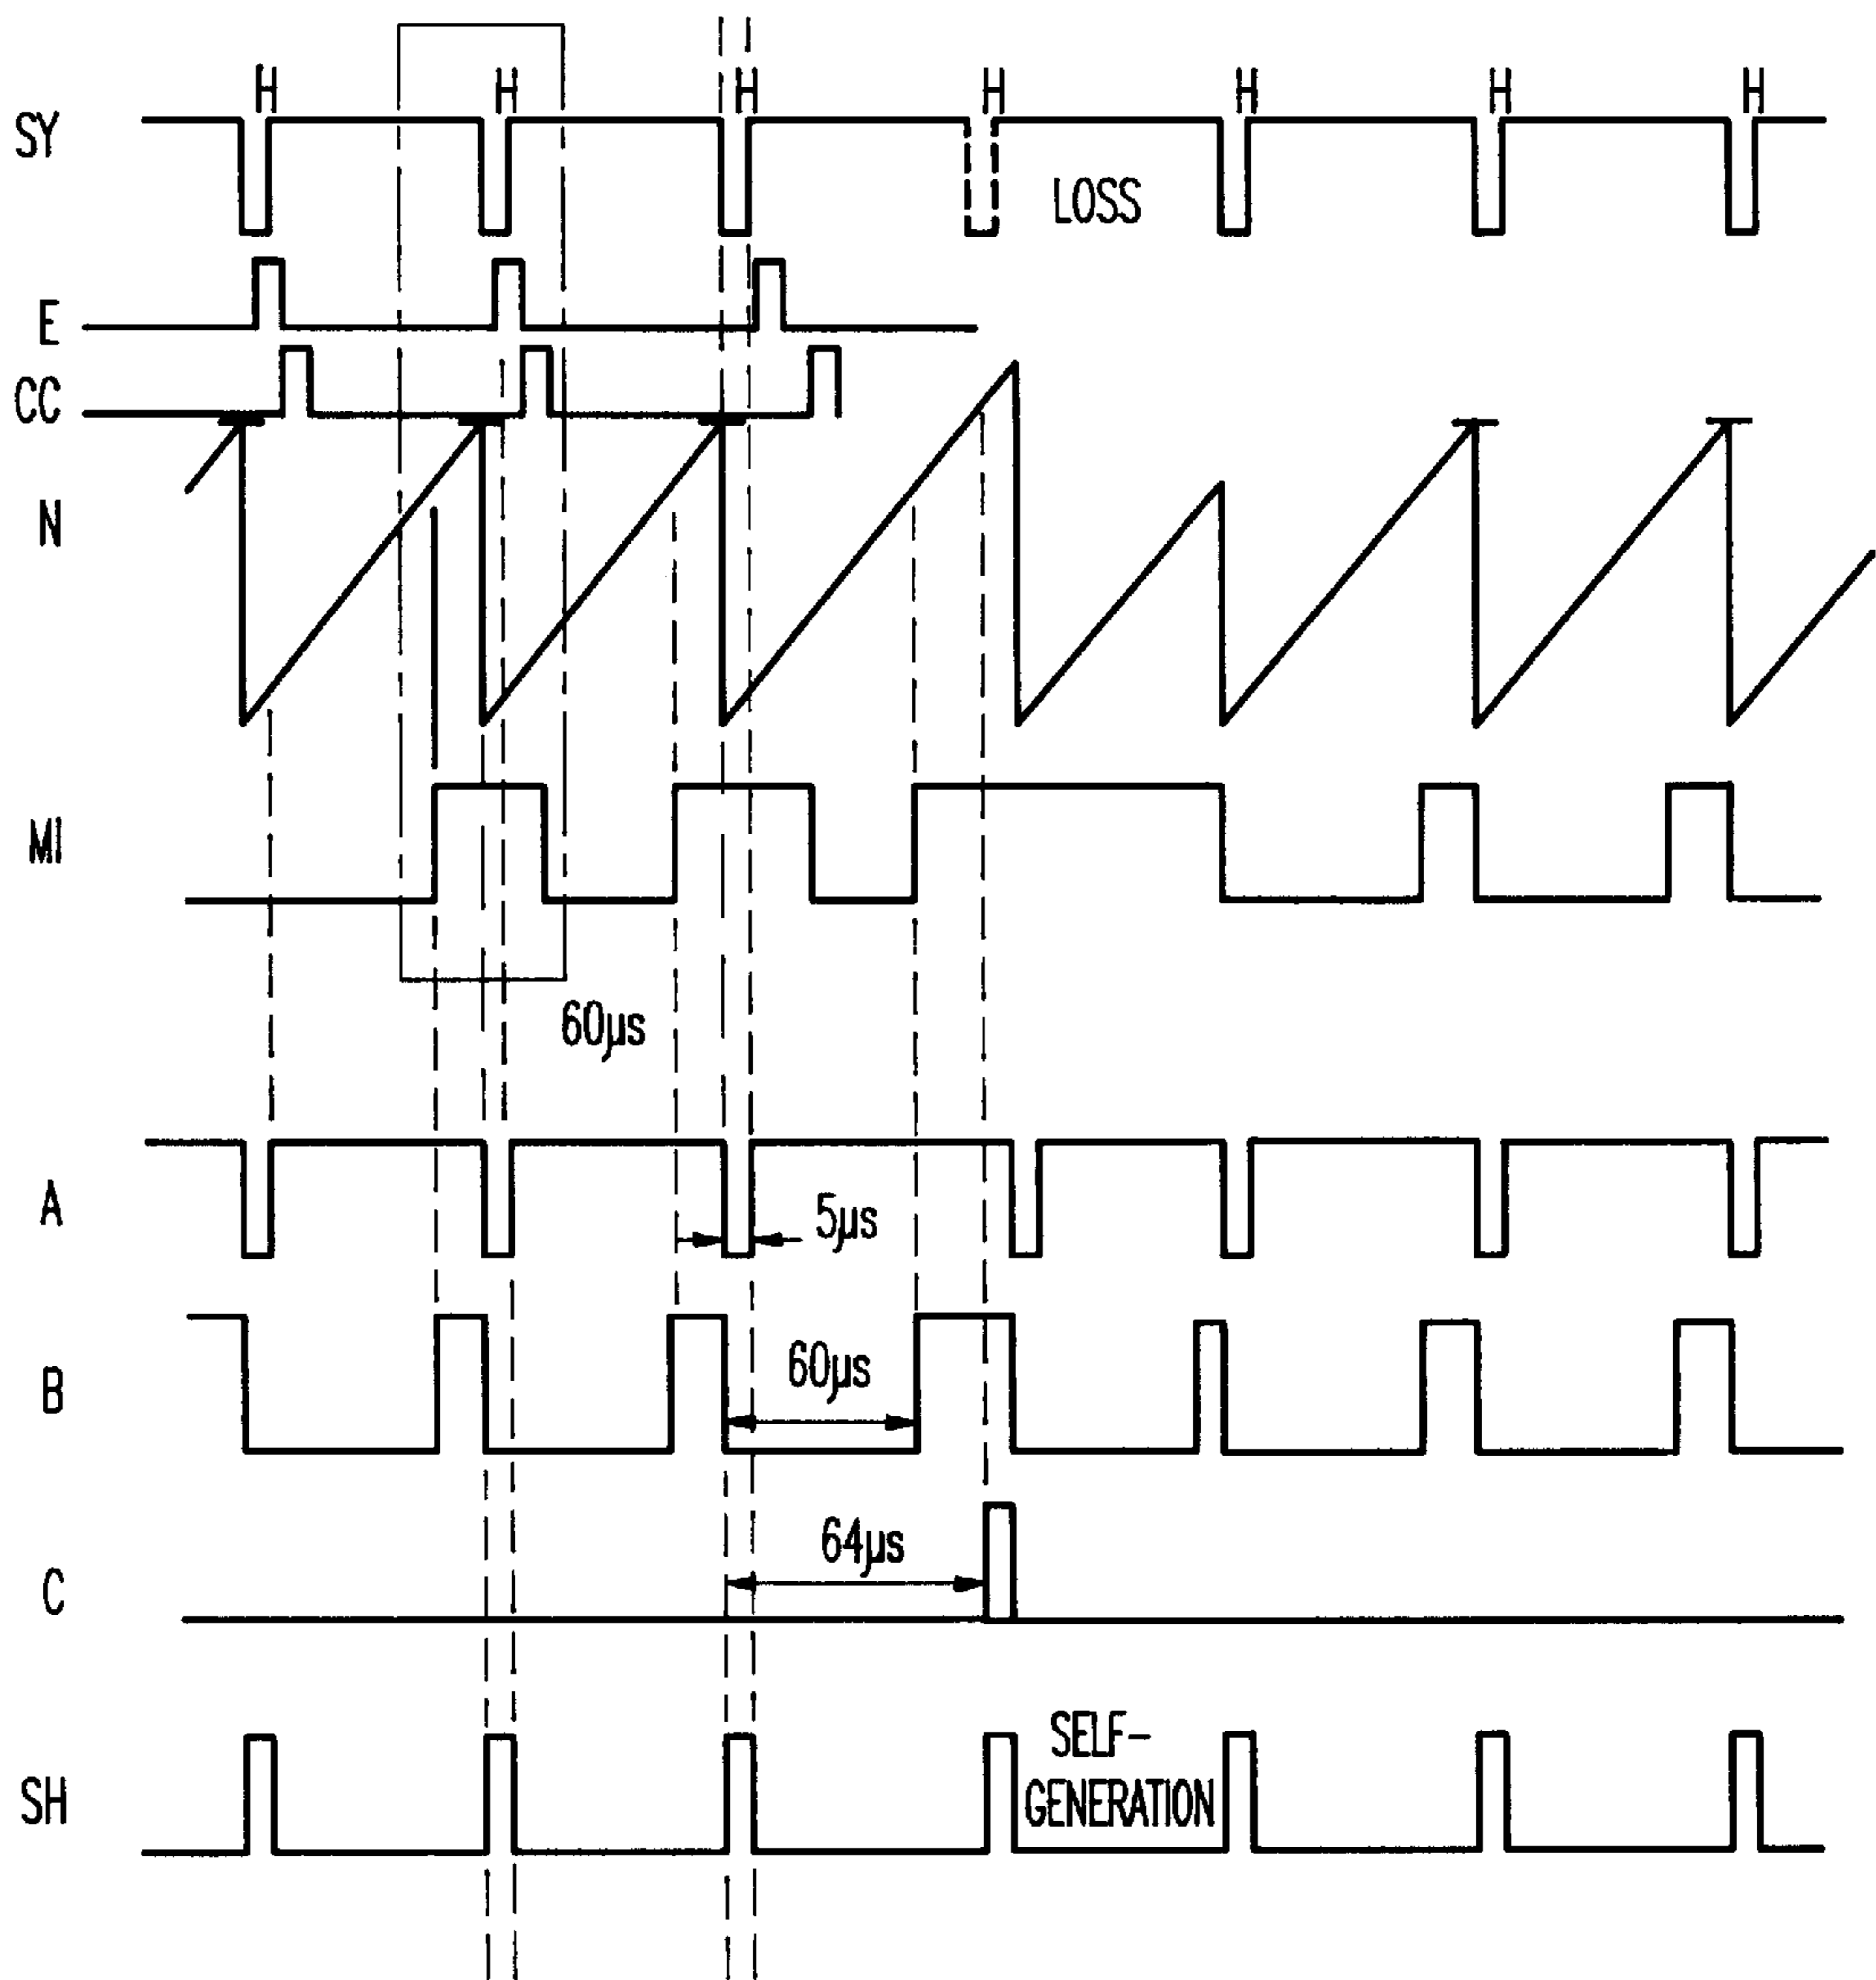 H H H H H H H
SY
LOSS
E
CC
N
MI
60µs
A
5µs
B
60µs
C
64µs
SH
SELF-
GENERATION